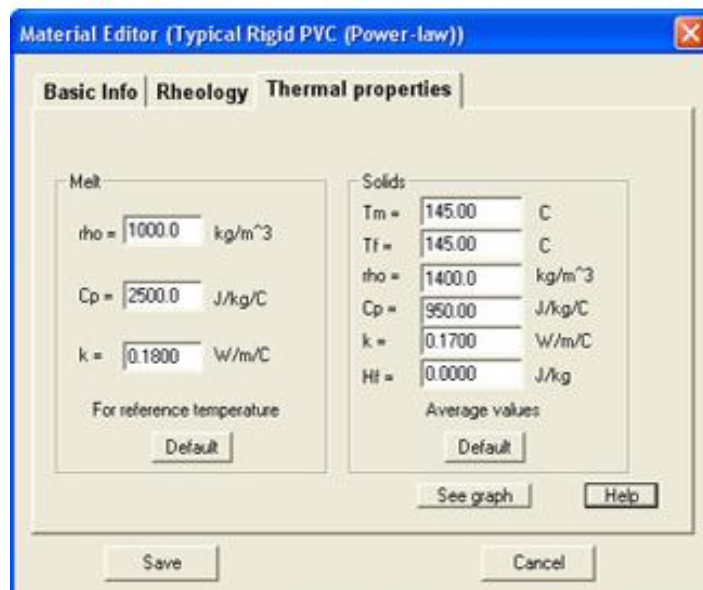 Material Editor (Typical Rigid PVC (Power-law))
Basic Info
Rheology
Thermal properties
Melt
rho = 1000.0 kg/m^3
Cp = 2500.0 J/kg/C
k = 0.1800 W/m/C
For reference temperature
Default
Solids
Tm = 145.00 C
Tf = 145.00 C
rho = 1400.0 kg/m^3
Cp = 950.00 J/kg/C
k = 0.1700 W/m/C
Hf = 0.0000 J/kg
Average values
Default
See graph
Help
Save
Cancel